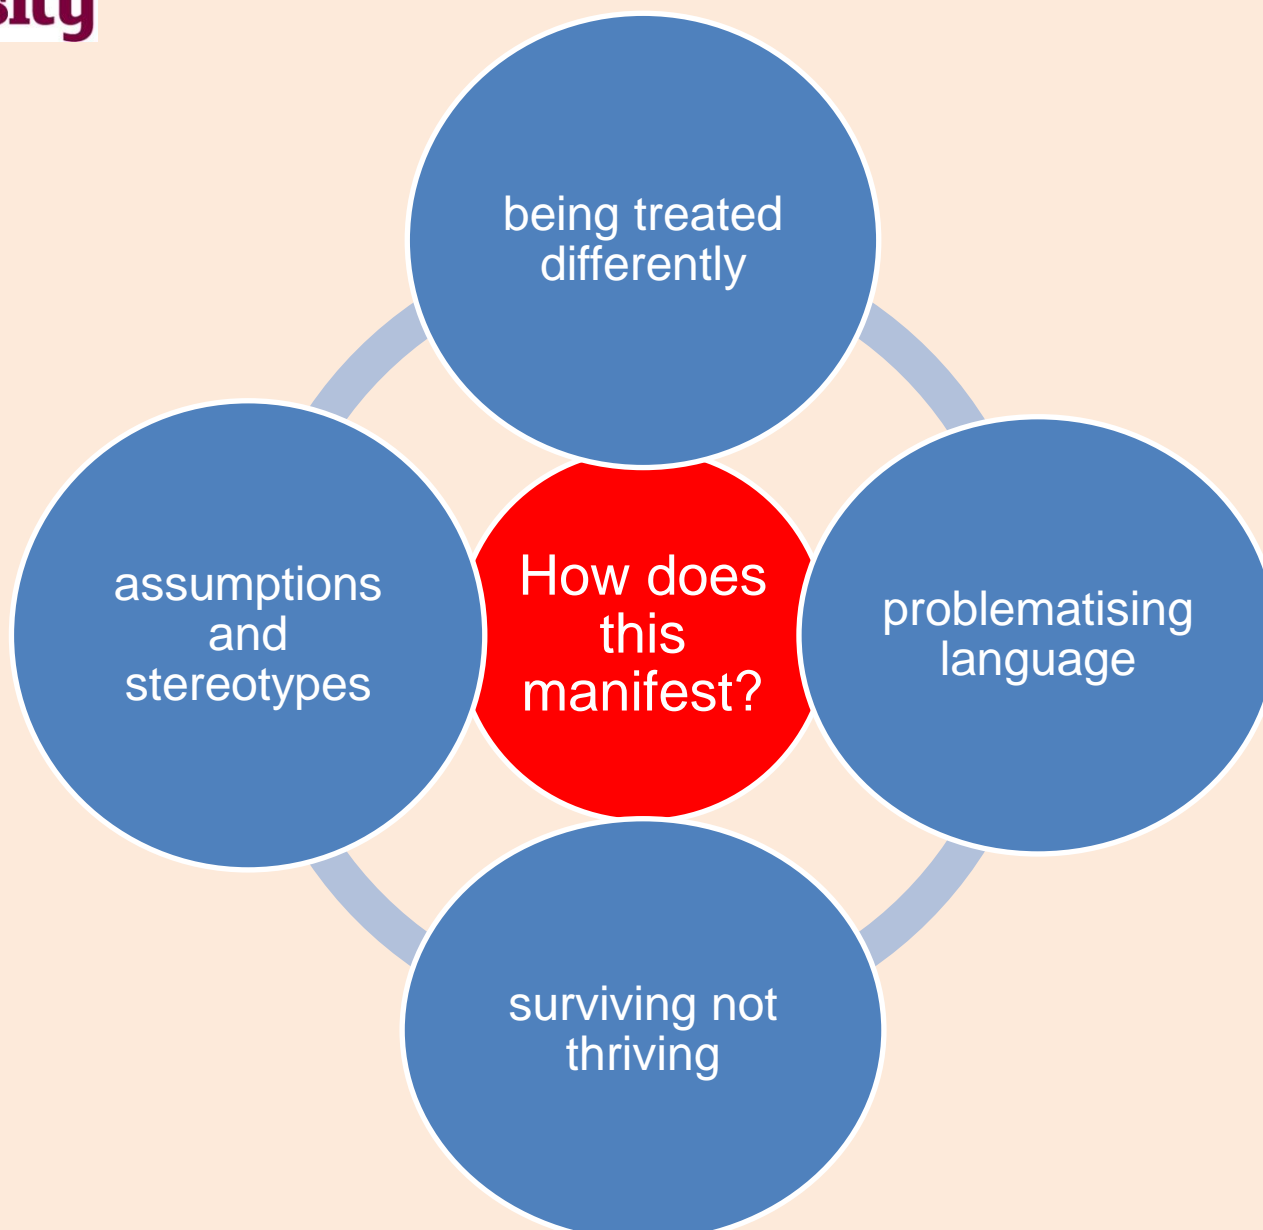 being treated
differently
assumptions
and
stereotypes
How does
this
manifest?
problematising
language
surviving not
thriving